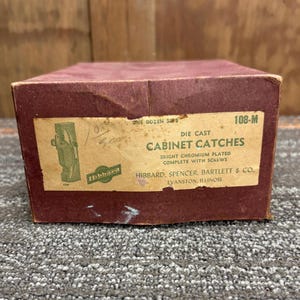 ONE DOZEN SETS
108-M
DIE CAST
CABINET CATCHES
BRIGHT CHROMIUM PLATED
COMPLETE WITH SCREWS
Hibbard
HIBBARD, SPENCER, BARTLETT & CO.
EVANSTON, ILLINOIS